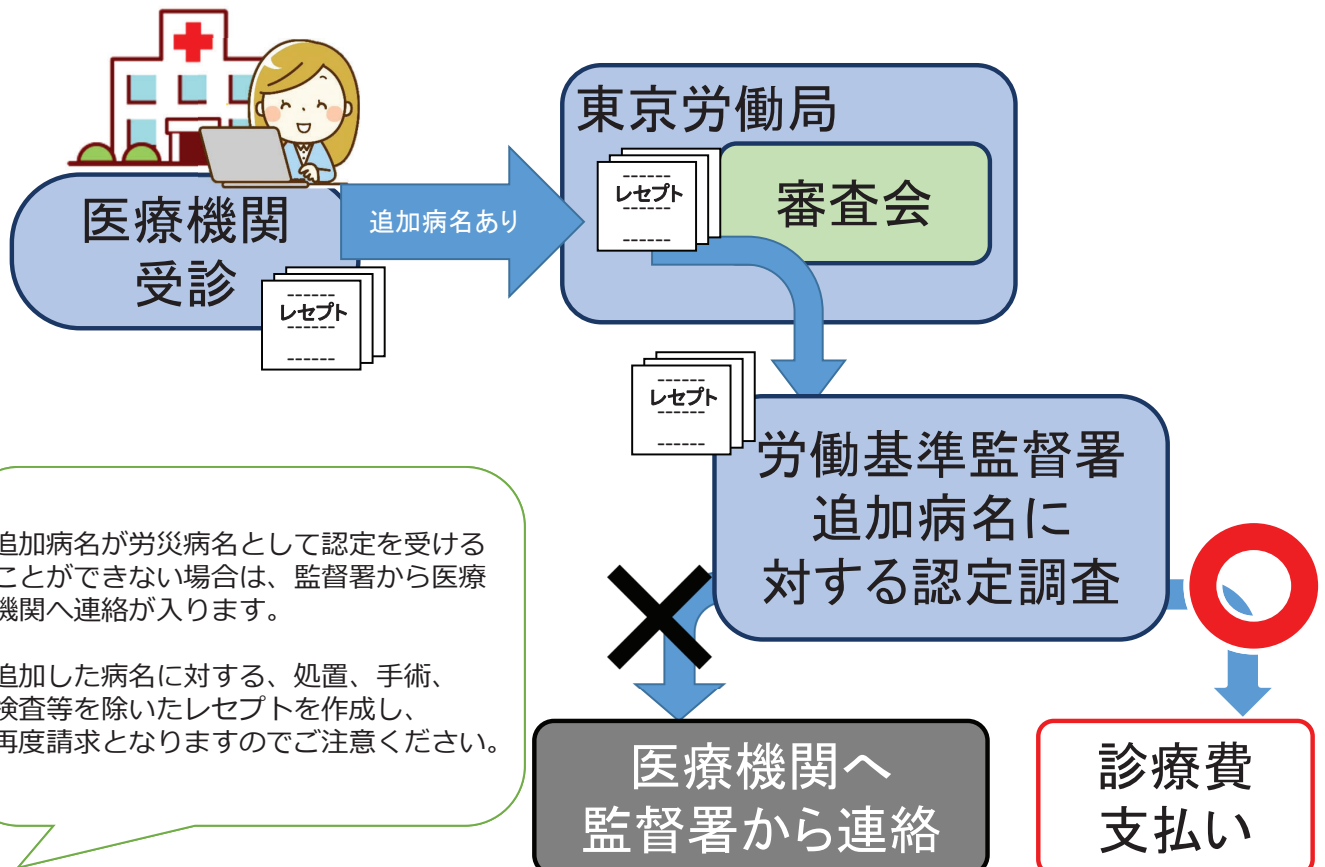 東京労働局
審査会
レセプト
追加病名あり
医療機関
受診
レセプト
レセプト
労働基準監督署
追加病名に
対する認定調査
追加病名が労災病名として認定を受ける
ことができない場合は、監督署から医療
機関へ連絡が入ります。
追加した病名に対する、処置、手術、
検査等を除いたレセプトを作成し、
再度請求となりますのでご注意ください。
医療機関へ
監督署から連絡
診療費
支払い